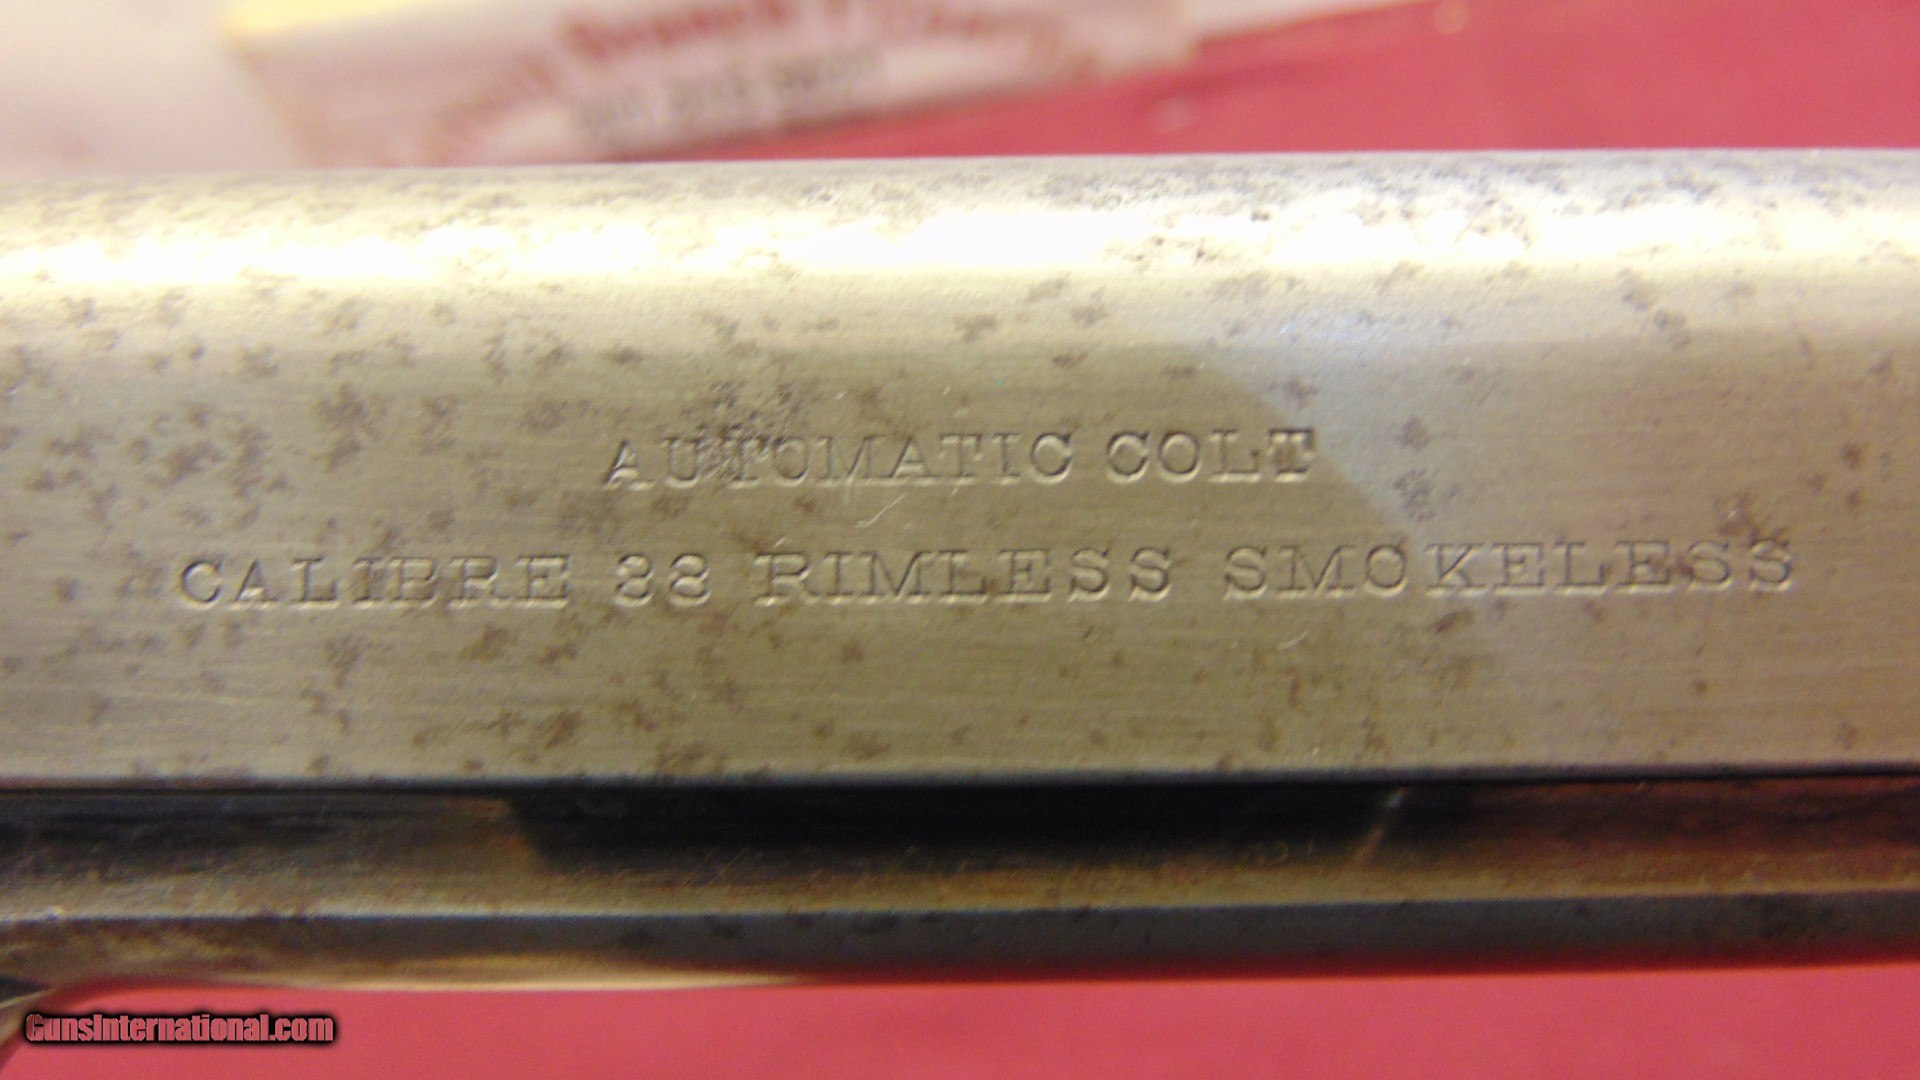 AUTOMATIC COLT
CALIBRE 38 RIMLESS SMOKELESS
GunsInternational.com